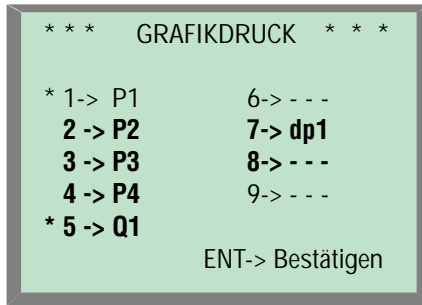 * * * GRAFIKDRUCK * * *
* 1-> P1 6-> - - -
2 -> P2 7-> dp1
3 -> P3 8-> - - -
4 -> P4 9-> - - -
* 5 -> Q1
ENT-> Bestätigen